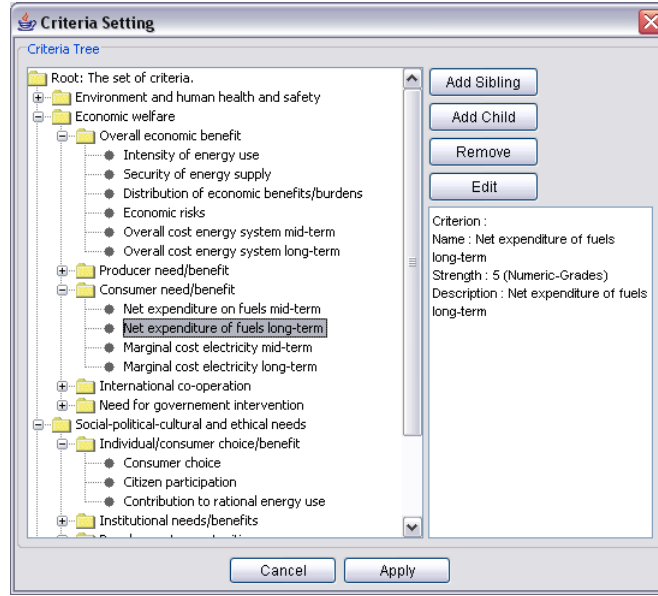 Criteria Setting
Criteria Tree
Root: The set of criteria.
Environment and human health and safety
Economic welfare
Overall economic benefit
Intensity of energy use
Security of energy supply
Distribution of economic benefits/burdens
Economic risks
Overall cost energy system mid-term
Overall cost energy system long-term
Producer need/benefit
Consumer need/benefit
Net expenditure on fuels mid-term
Net expenditure of fuels long-term
Marginal cost electricity mid-term
Marginal cost electricity long-term
International co-operation
Need for governement intervention
Social-political-cultural and ethical needs
Individual/consumer choice/benefit
Consumer choice
Citizen participation
Contribution to rational energy use
Institutional needs/benefits
Add Sibling
Add Child
Remove
Edit
Criterion :
Name : Net expenditure of fuels
long-term
Strength : 5 (Numeric-Grades)
Description : Net expenditure of fuels
long-term
Cancel
Apply